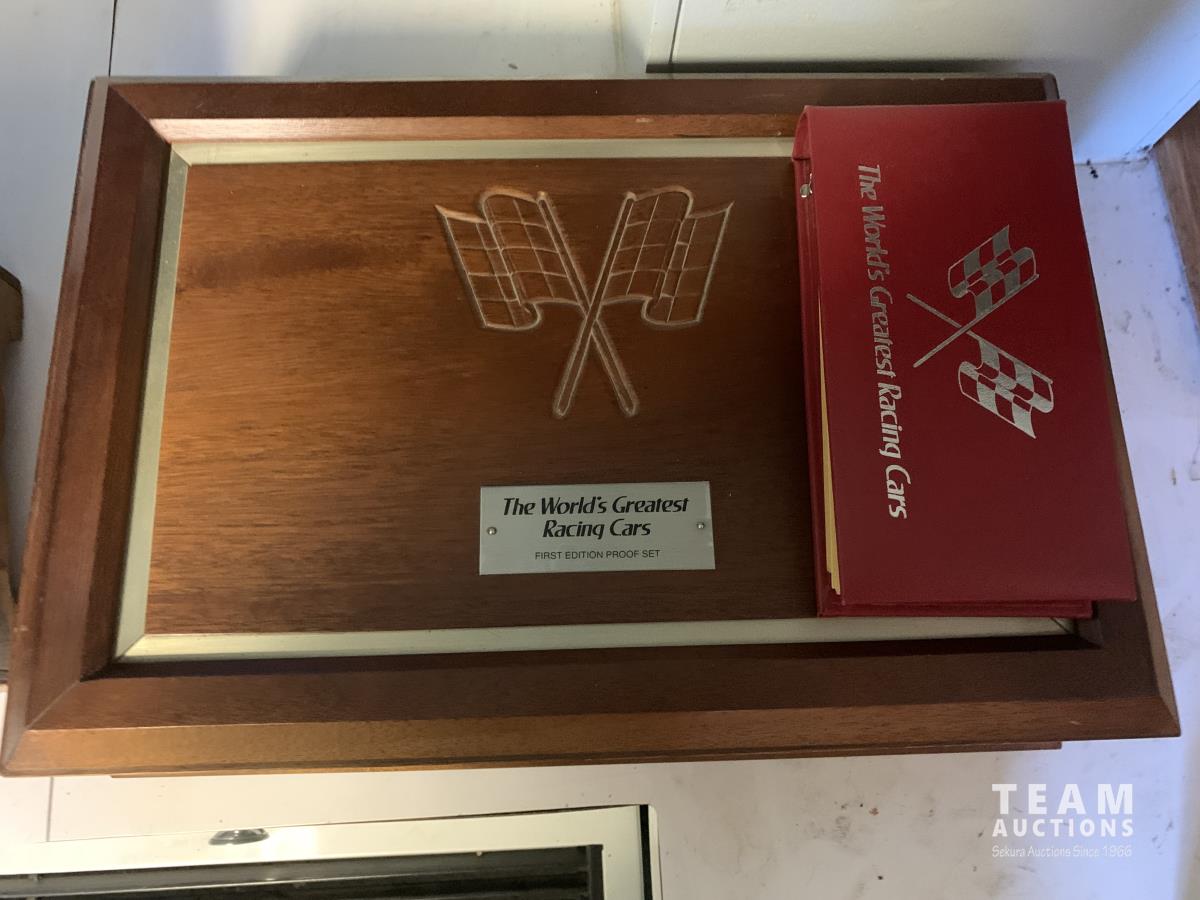 The World's Greatest
Racing Cars
FIRST EDITION PROOF SET
The World's Greatest Racing Cars
TEAM
AUCTIONS
Sekura Auctions Since 1966